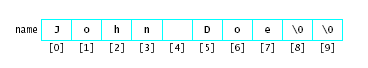 name J o h n   D o e \0 \0
[0] [1] [2] [3] [4] [5] [6] [7] [8] [9]